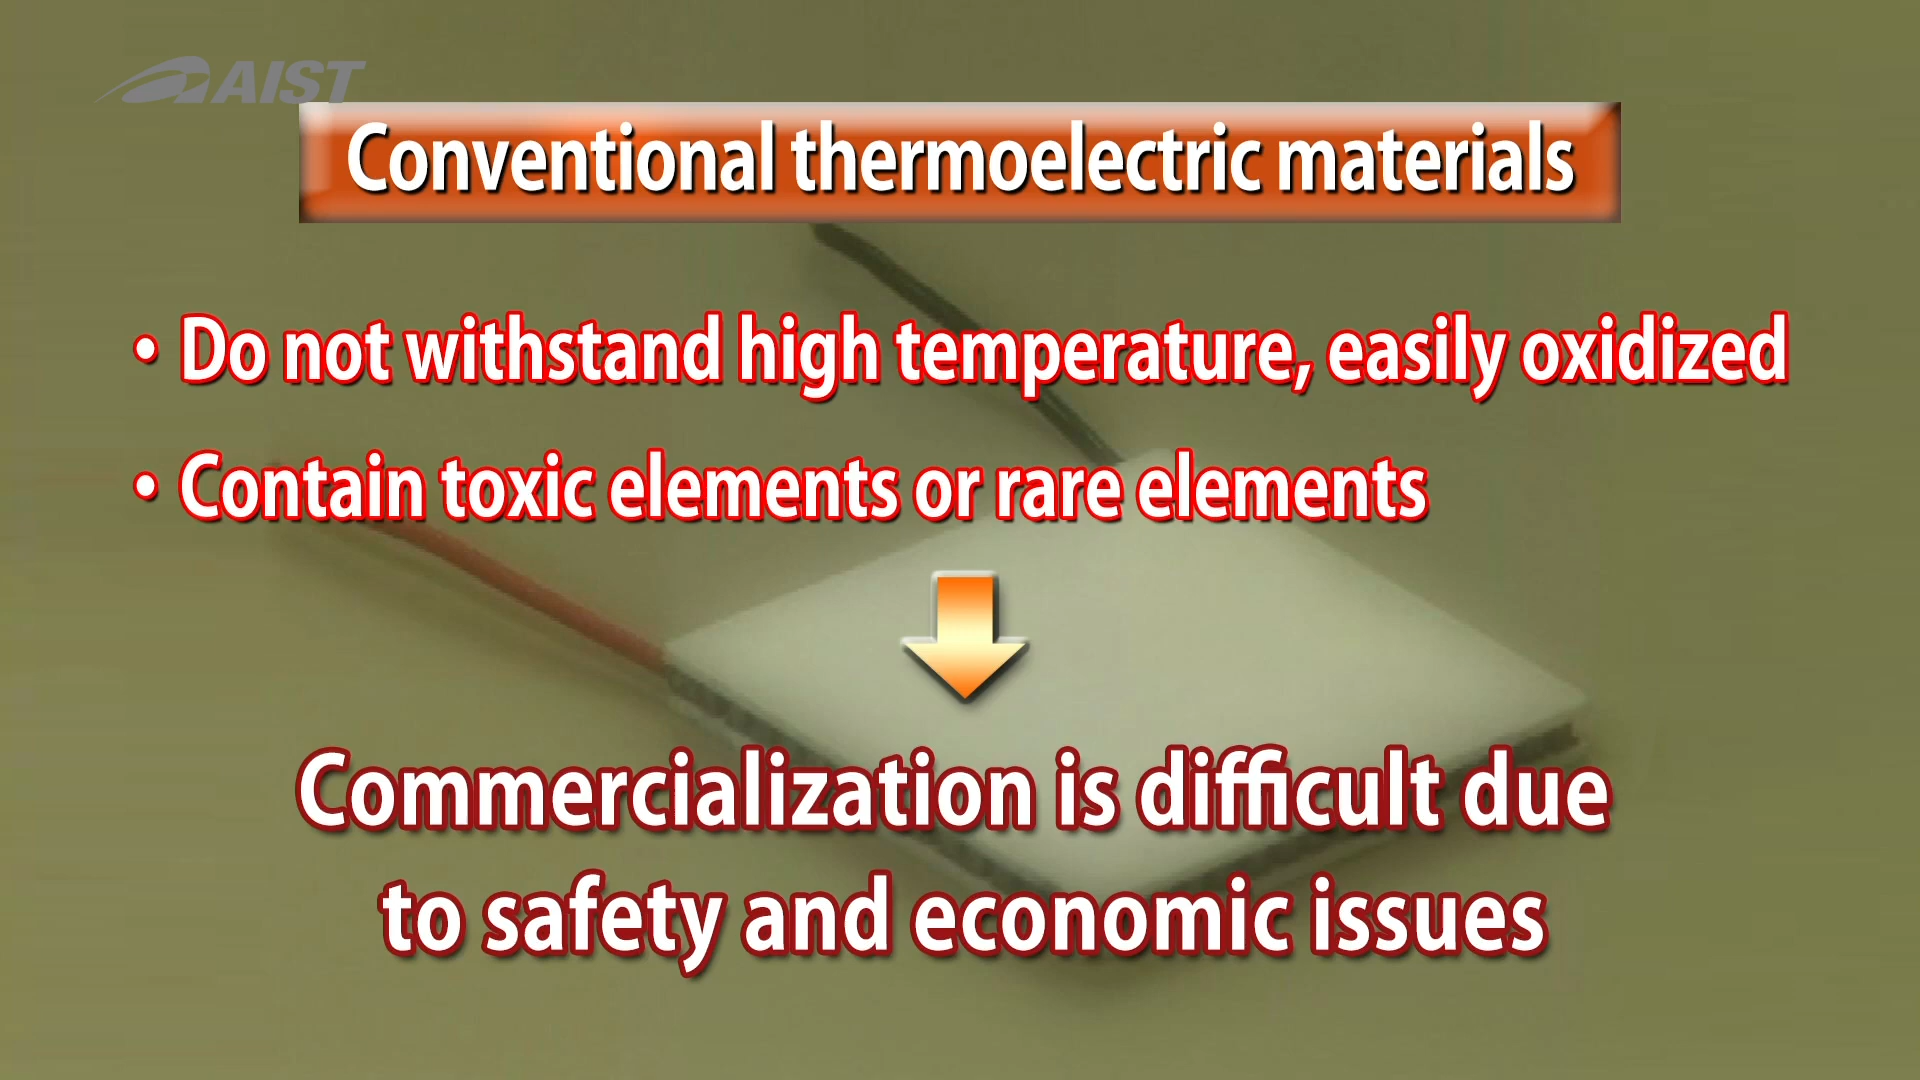 AIST
Conventional thermoelectric materials
• Do not withstand high temperature, easily oxidized
• Contain toxic elements or rare elements
Commercialization is difficult due
to safety and economic issues